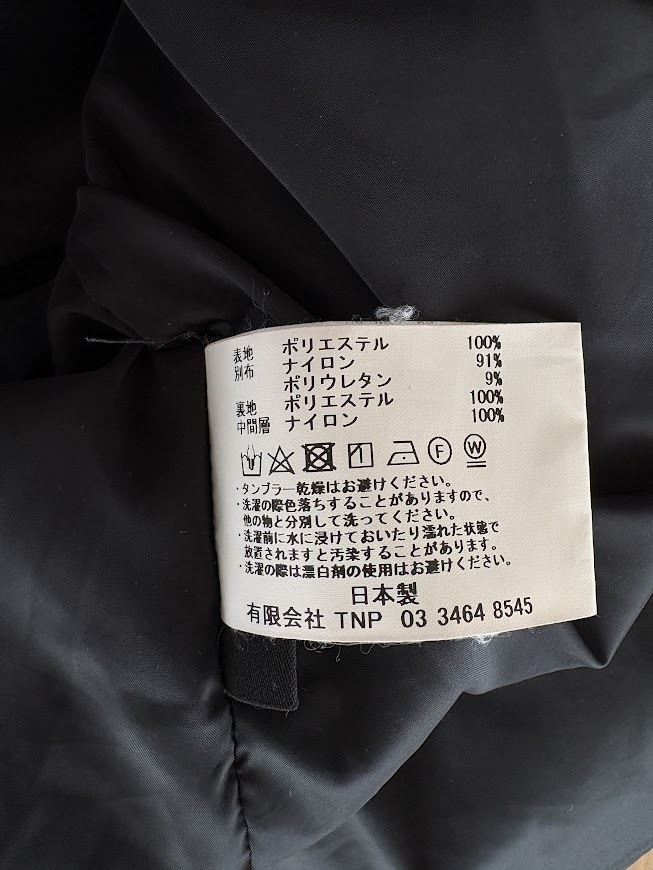 表地 ポリエステル 100%
別布 ナイロン 91%
ポリウレタン 9%
裏地 ポリエステル 100%
中間層 ナイロン 100%
F W
・タンブラー乾燥はお避けください。
・洗濯の際色落ちすることがありますので、
他の物と分別して洗ってください。
・洗濯前に水に浸けておいたり濡れた状態で
放置されますと汚染することがあります。
・洗濯の際は漂白剤の使用はお避けください。
日本製
有限会社 TNP 03 3464 8545